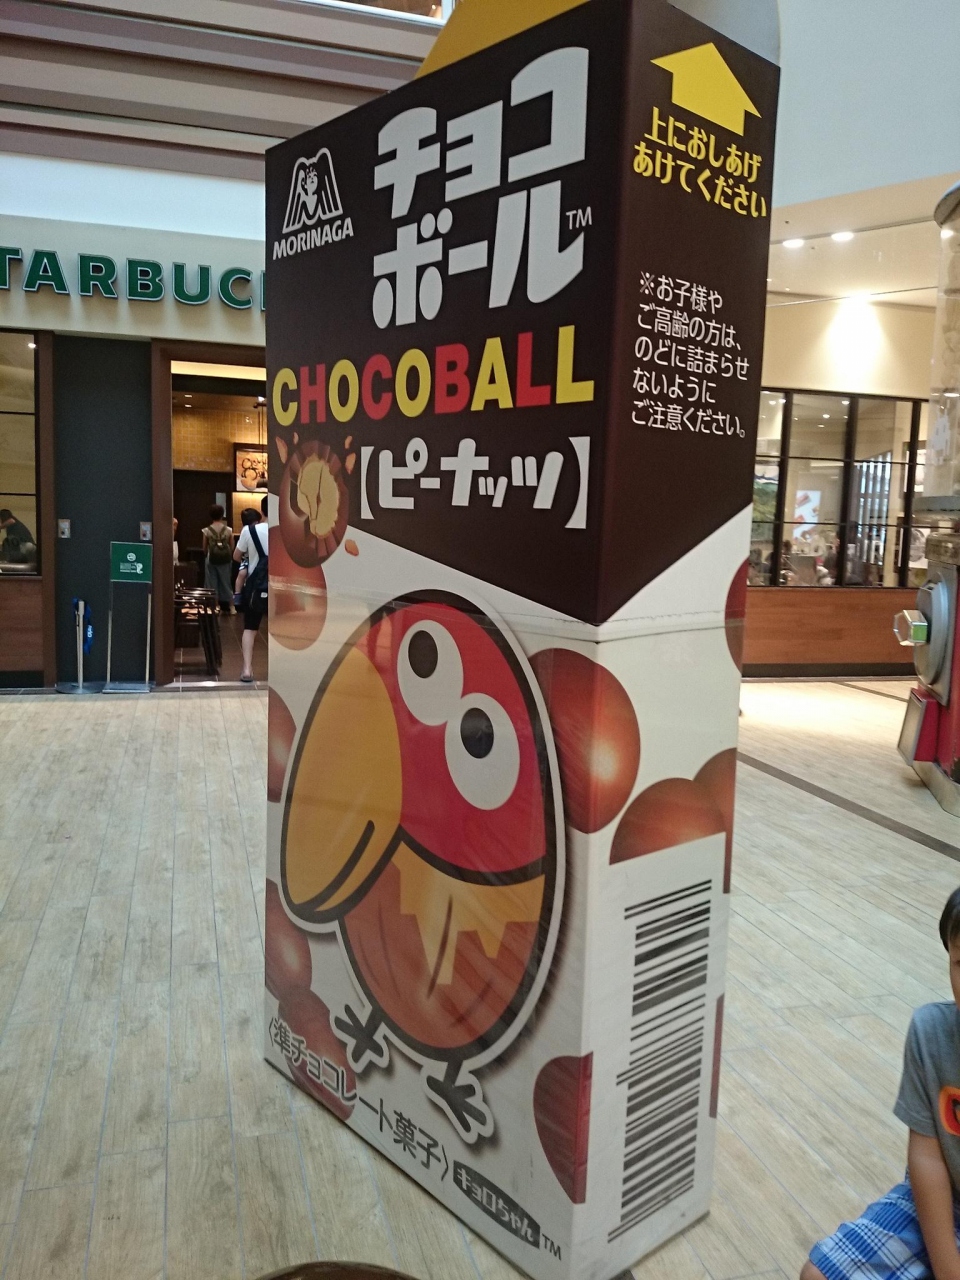 TARBUC
MORINAGA
チョコ
ボール™
CHOCOBALL
【ピーナッツ】
〈準チョコレート菓子〉
キョロちゃん™
上におしあげ
あけてください
※お子様や
ご高齢の方は、
のどに詰まらせ
ないように
ご注意ください。